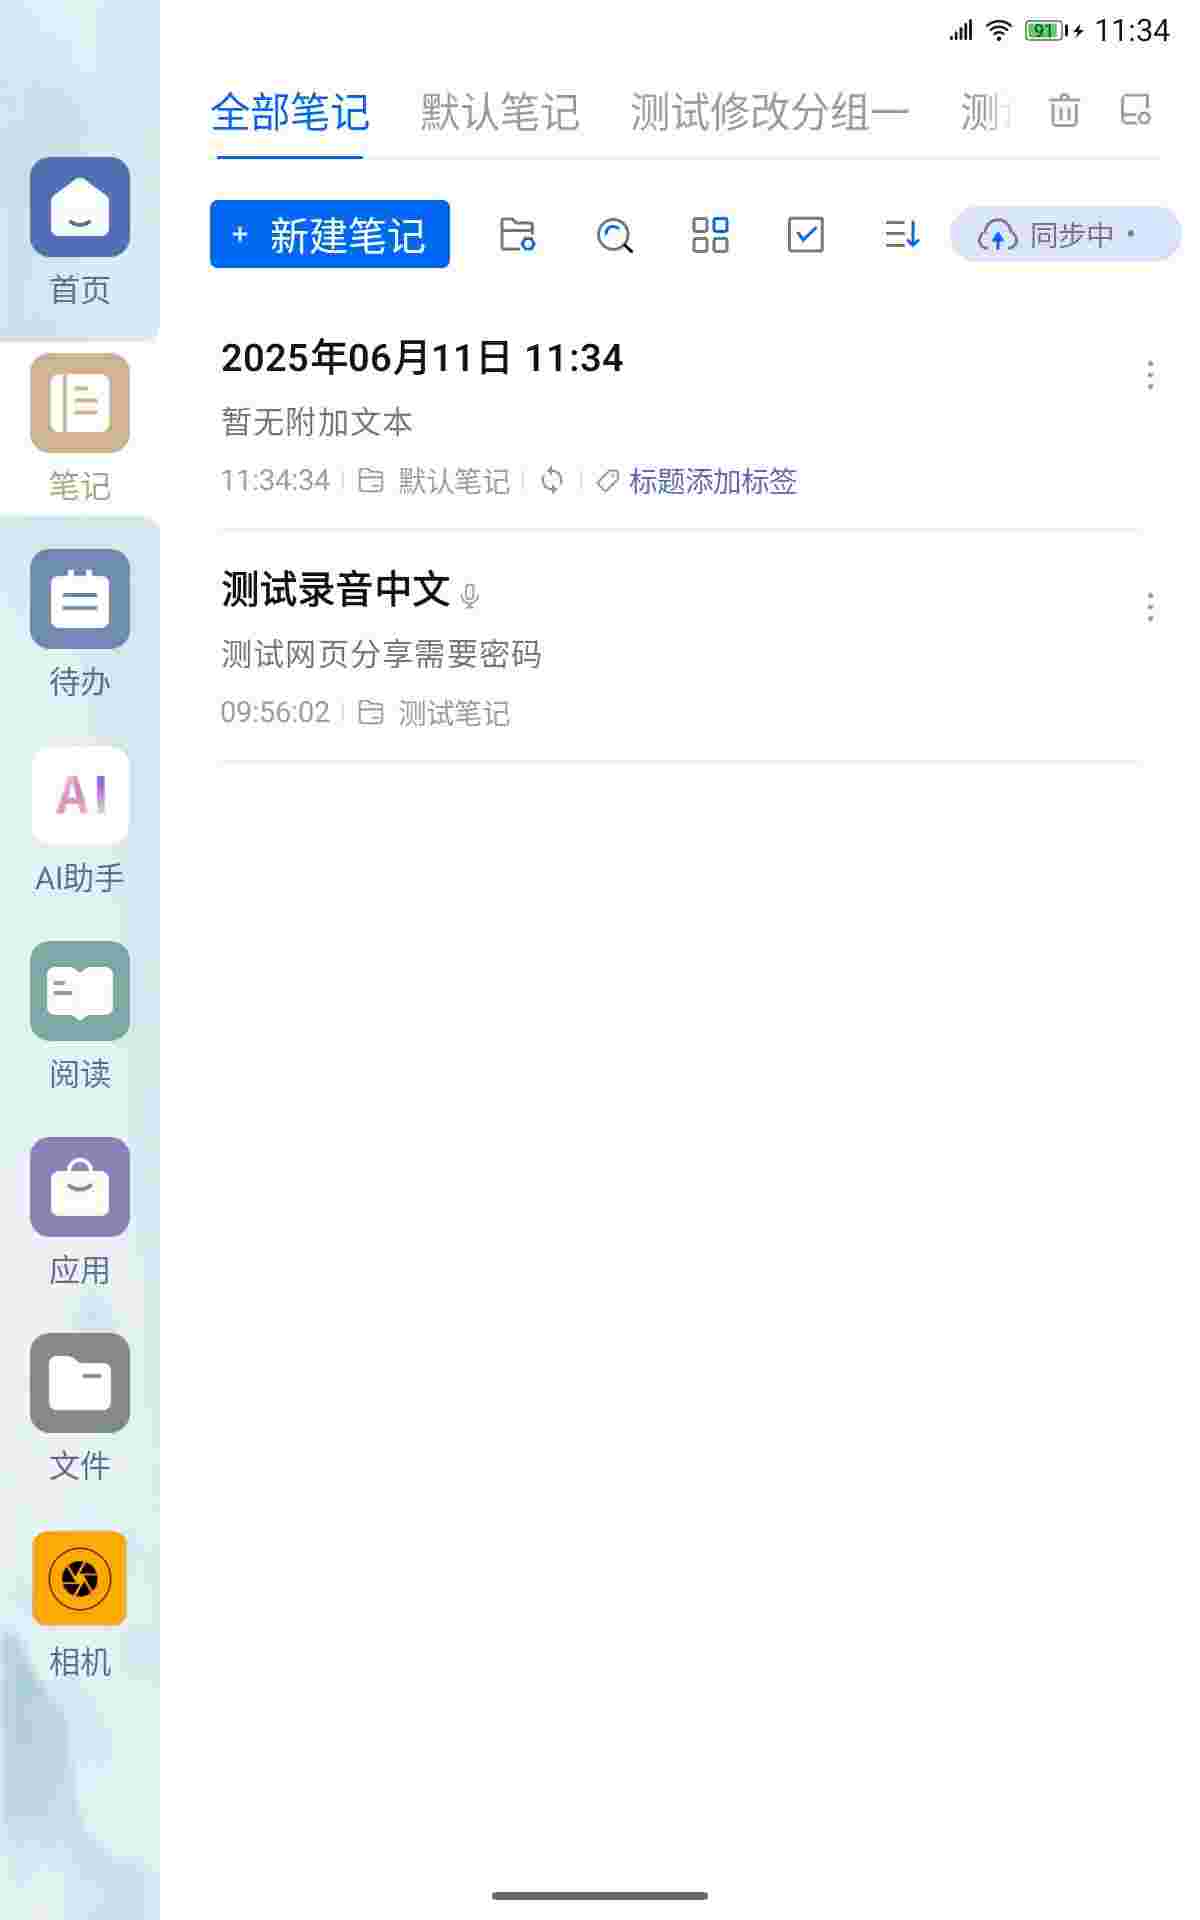 91 11:34
全部笔记 默认笔记 测试修改分组一 测
+ 新建笔记 同步中 ·
首页
笔记
待办
AI
AI助手
阅读
应用
文件
相机
2025年06月11日 11:34
暂无附加文本
11:34:34 默认笔记 标题添加标签
测试录音中文
测试网页分享需要密码
09:56:02 测试笔记